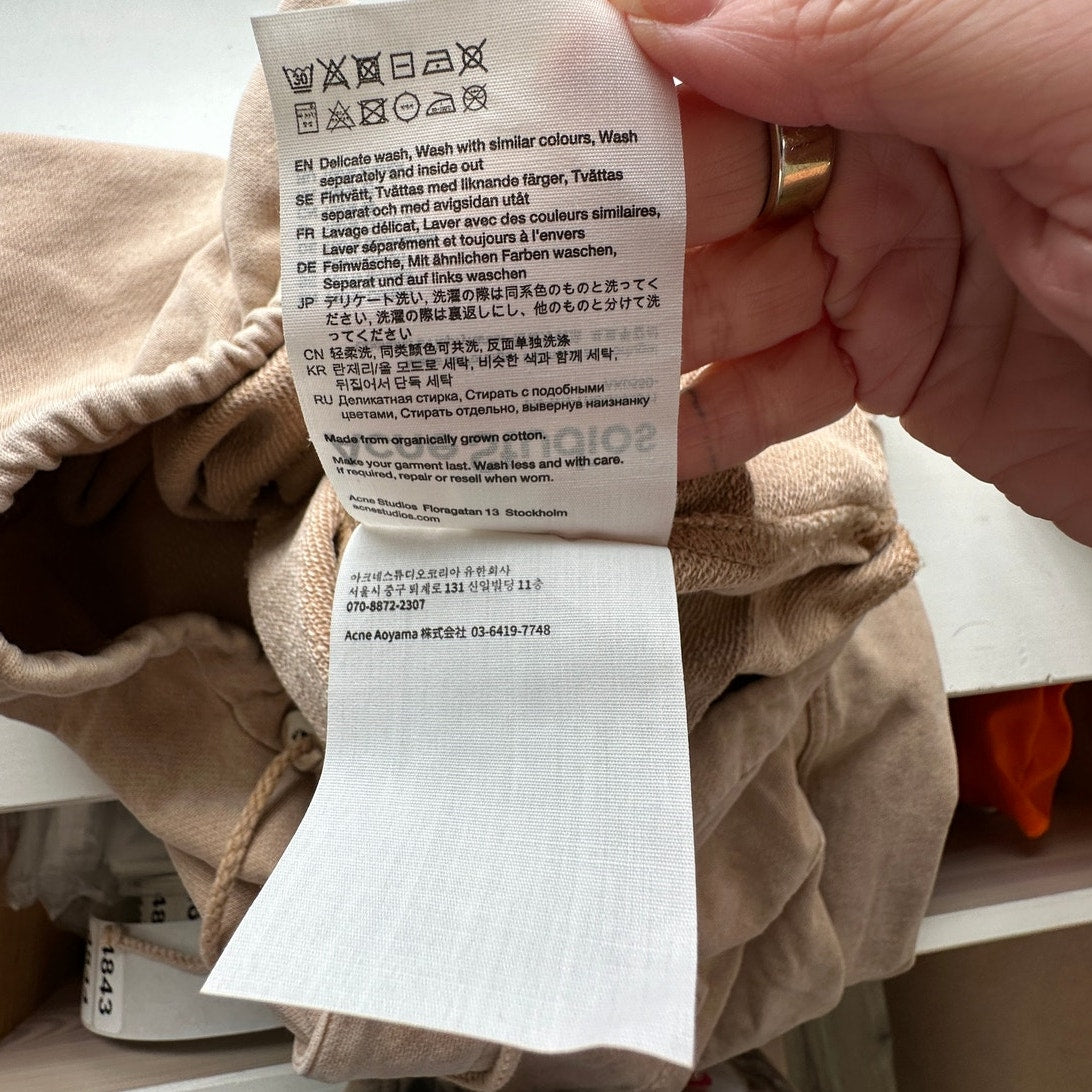 30
EN Delicate wash, Wash with similar colours, Wash
separately and inside out
SE Fintvätt, Tvättas med liknande färger, Tvättas
separat och med avigsidan utåt
FR Lavage délicat, Laver avec des couleurs similaires,
Laver séparément et toujours à l'envers
DE Feinwäsche, Mit ähnlichen Farben waschen,
Separat und auf links waschen
JP デリケート洗い, 洗濯の際は同系色のものと洗ってく
ださい, 洗濯の際は裏返しにし、他のものと分けて洗
ってください
CN 轻柔洗, 同类颜色可共洗, 反面单独洗涤
KR 란제리/울 모드로 세탁, 비슷한 색과 함께 세탁,
뒤집어서 단독 세탁
RU Деликатная стирка, Стирать с подобными
цветами, Стирать отдельно, вывернув наизнанку
Made from organically grown cotton.
Make your garment last. Wash less and with care.
If required, repair or resell when worn.
Acne Studios Floragatan 13 Stockholm
acnestudios.com
Acne Studios
아크네스튜디오코리아 유한회사
서울시 중구 퇴계로 131 신일빌딩 11층
070-8872-2307
Acne Aoyama 株式会社 03-6419-7748
48
1843